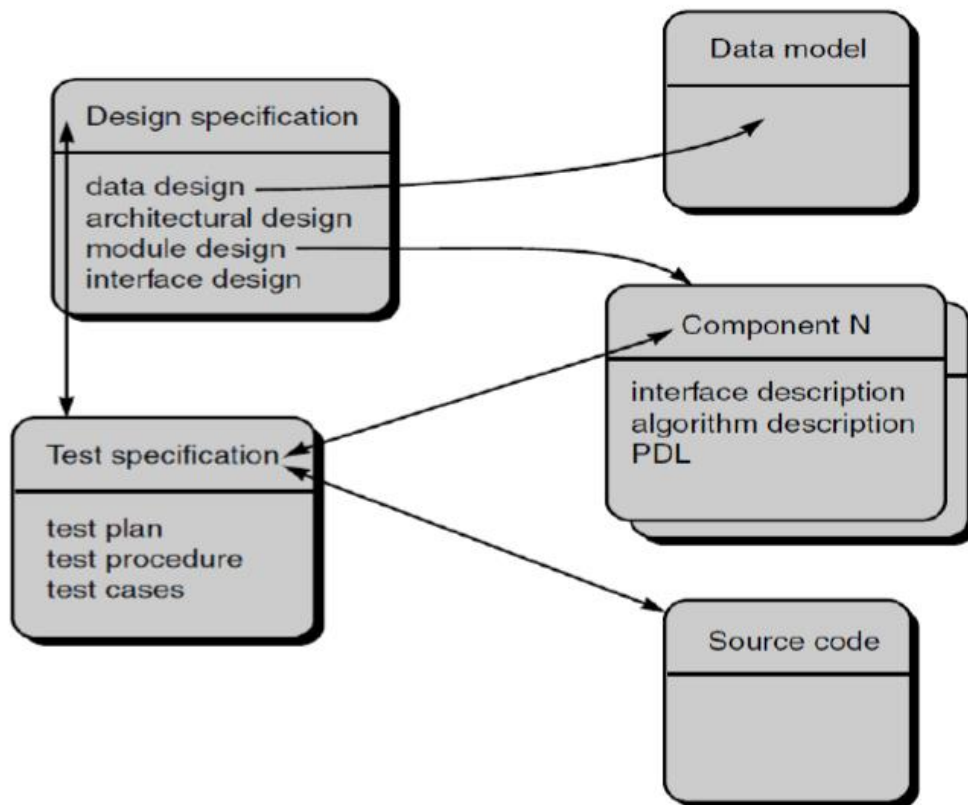 Data model
Design specification
data design
architectural design
module design
interface design
Component N
interface description
algorithm description
PDL
Test specification
test plan
test procedure
test cases
Source code